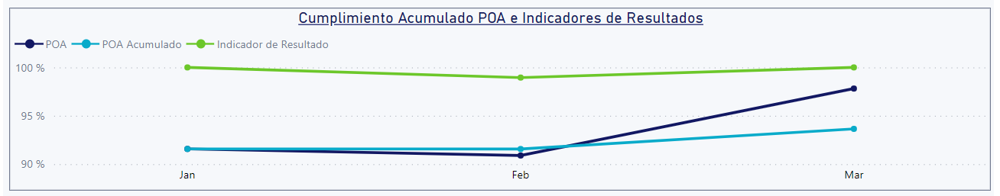 Cumplimiento Acumulado POA e Indicadores de Resultados
POA POA Acumulado Indicador de Resultado
100 %
95 %
90 %
Jan Feb Mar